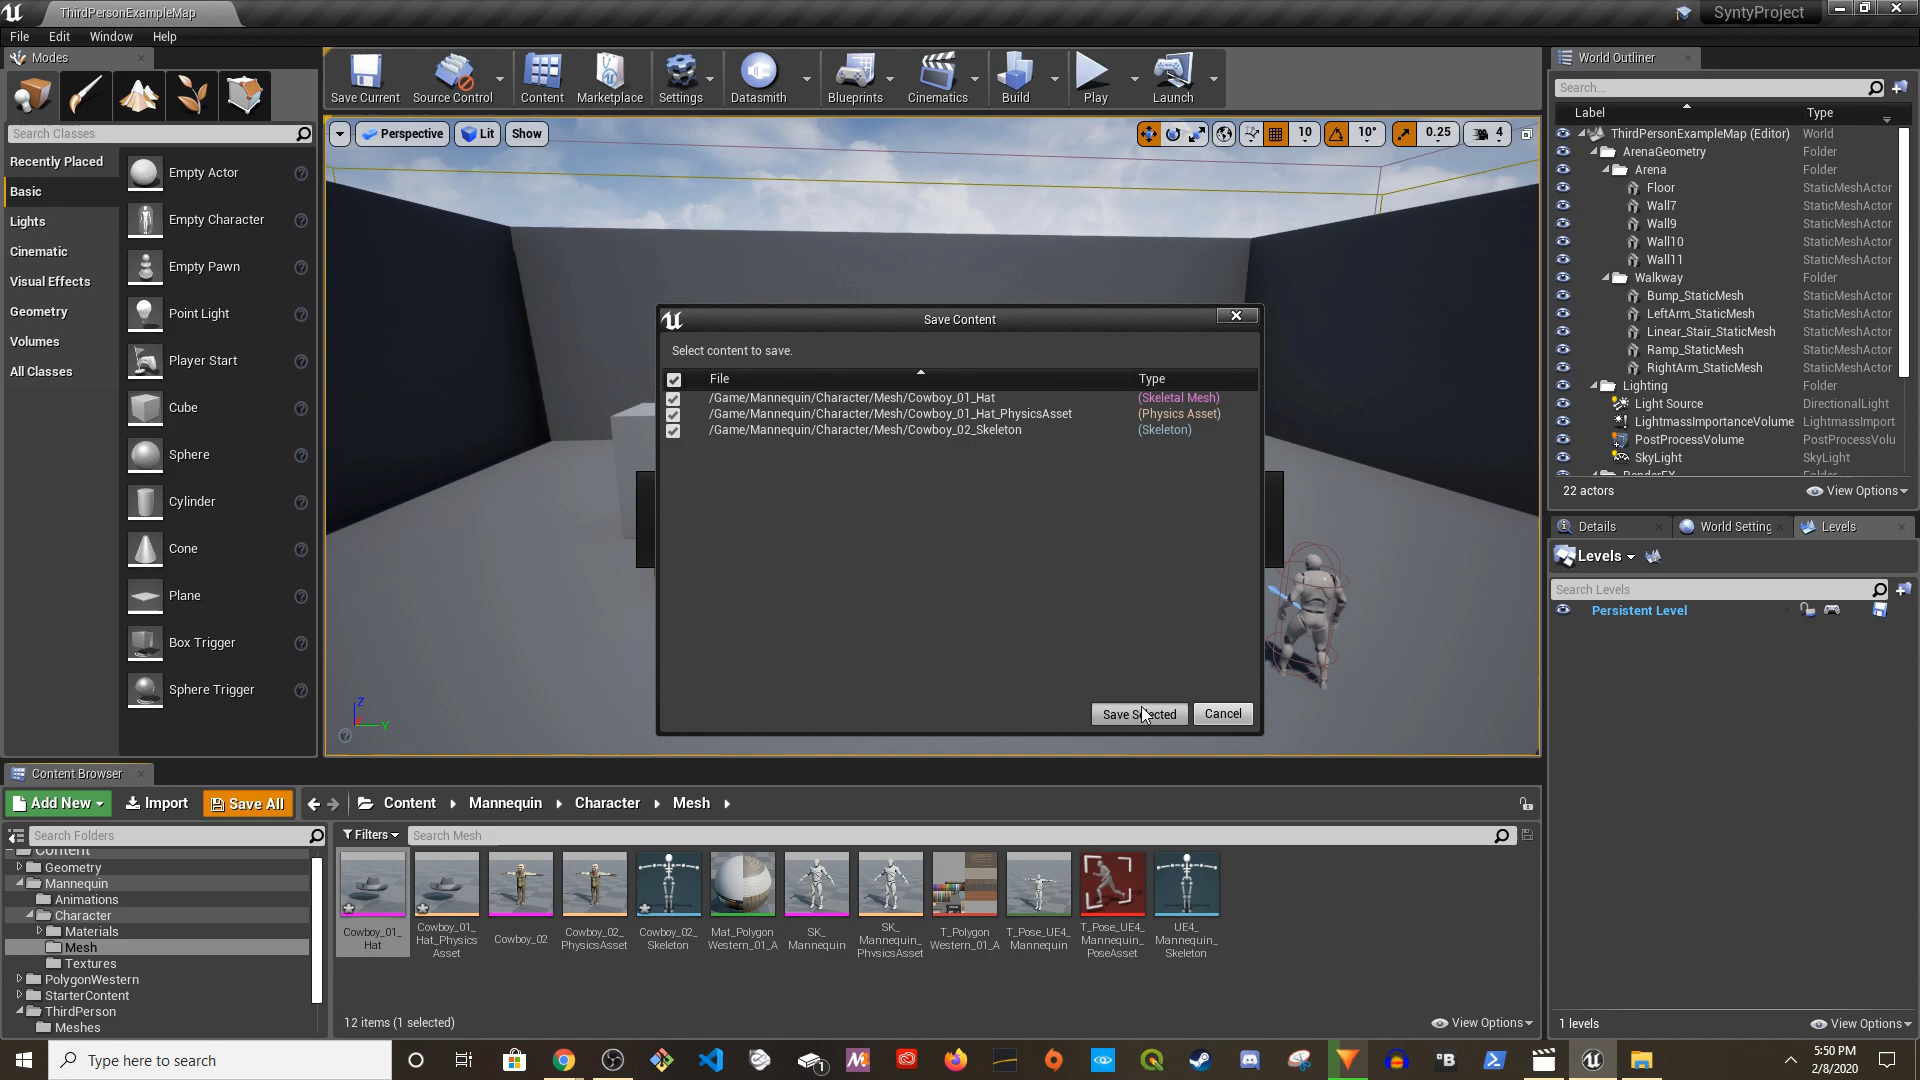 ThirdPersonExampleMap
SyntyProject
File Edit Window Help
Modes
Search Classes
Recently Placed
Basic
Lights
Cinematic
Visual Effects
Geometry
Volumes
All Classes
Empty Actor
Empty Character
Empty Pawn
Point Light
Player Start
Cube
Sphere
Cylinder
Cone
Plane
Box Trigger
Sphere Trigger
Save Current Source Control Content Marketplace Settings Datasmith Blueprints Cinematics Build Play Launch
Perspective Lit Show
10 10° 0.25 4
Save Content
Select content to save.
File Type
/Game/Mannequin/Character/Mesh/Cowboy_01_Hat (Skeletal Mesh)
/Game/Mannequin/Character/Mesh/Cowboy_01_Hat_PhysicsAsset (Physics Asset)
/Game/Mannequin/Character/Mesh/Cowboy_02_Skeleton (Skeleton)
Save Selected Cancel
Z
Y
World Outliner
Search...
Label Type
ThirdPersonExampleMap (Editor) World
ArenaGeometry Folder
Arena Folder
Floor StaticMeshActor
Wall7 StaticMeshActor
Wall9 StaticMeshActor
Wall10 StaticMeshActor
Wall11 StaticMeshActor
Walkway Folder
Bump_StaticMesh StaticMeshActor
LeftArm_StaticMesh StaticMeshActor
Linear_Stair_StaticMesh StaticMeshActor
Ramp_StaticMesh StaticMeshActor
RightArm_StaticMesh StaticMeshActor
Lighting Folder
Light Source DirectionalLight
LightmassImportanceVolume LightmassImport
PostProcessVolume PostProcessVolu
SkyLight SkyLight
22 actors View Options
Details World Setting Levels
Levels
Search Levels
Persistent Level
1 levels View Options
Content Browser
Add New Import Save All Content Mannequin Character Mesh
Search Folders
Content
Geometry
Mannequin
Animations
Character
Materials
Mesh
Textures
PolygonWestern
StarterContent
ThirdPerson
Meshes
Filters Search Mesh
Cowboy_01_
Hat
Cowboy_01_
Hat_Physics
Asset
Cowboy_02
Cowboy_02_
PhysicsAsset
Cowboy_02_
Skeleton
Mat_Polygon
Western_01_A
SK_
Mannequin
SK_
Mannequin_
PhysicsAsset
T_Polygon
Western_01_A
T_Pose_UE4_
Mannequin
T_Pose_UE4_
Mannequin_
PoseAsset
UE4_
Mannequin_
Skeleton
12 items (1 selected) View Options
Type here to search
1
5:50 PM
2/8/2020